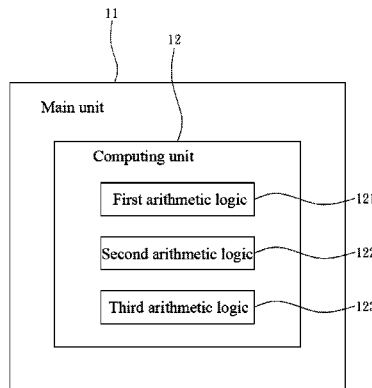 11
12
Main unit
Computing unit
First arithmetic logic
121
Second arithmetic logic
122
Third arithmetic logic
123